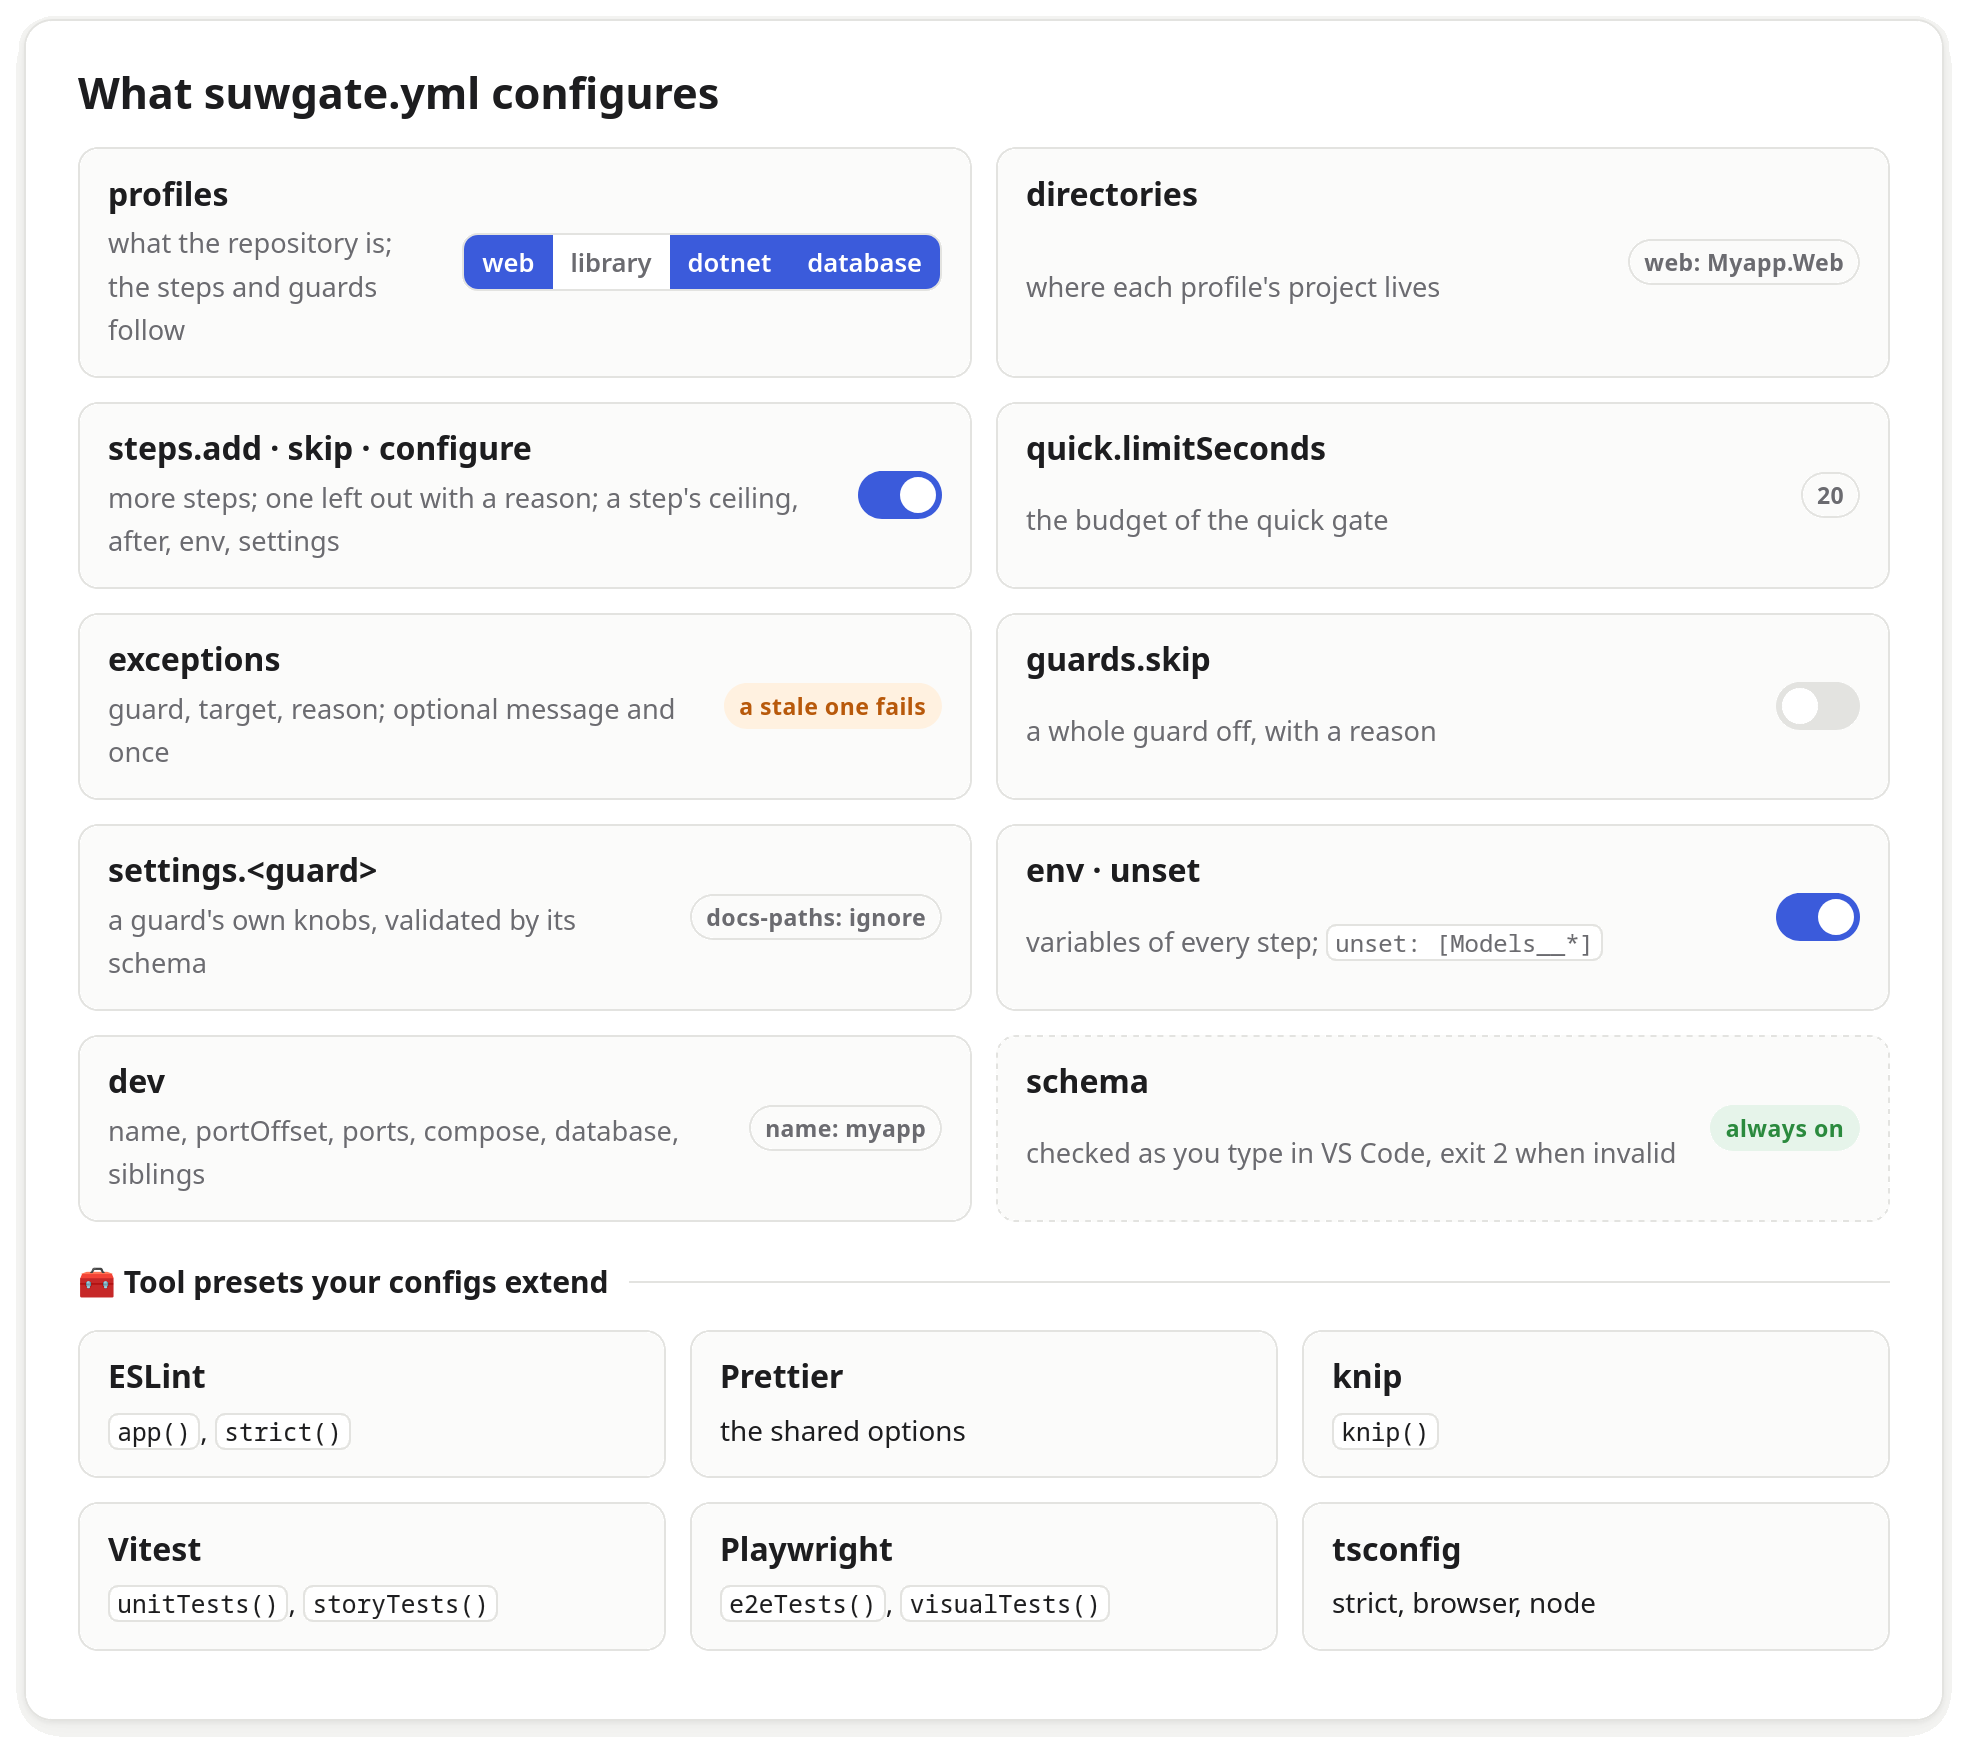 What suwgate.yml configures
profiles
what the repository is;
the steps and guards
follow
web library dotnet database
directories
where each profile's project lives
web: Myapp.Web
steps.add · skip · configure
more steps; one left out with a reason; a step's ceiling,
after, env, settings
quick.limitSeconds
the budget of the quick gate
20
exceptions
guard, target, reason; optional message and
once
a stale one fails
guards.skip
a whole guard off, with a reason
settings.<guard>
a guard's own knobs, validated by its
schema
docs-paths: ignore
env · unset
variables of every step; unset: [Models__*]
dev
name, portOffset, ports, compose, database,
siblings
name: myapp
schema
checked as you type in VS Code, exit 2 when invalid
always on
🧰 Tool presets your configs extend
ESLint
app(), strict()
Prettier
the shared options
knip
knip()
Vitest
unitTests(), storyTests()
Playwright
e2eTests(), visualTests()
tsconfig
strict, browser, node